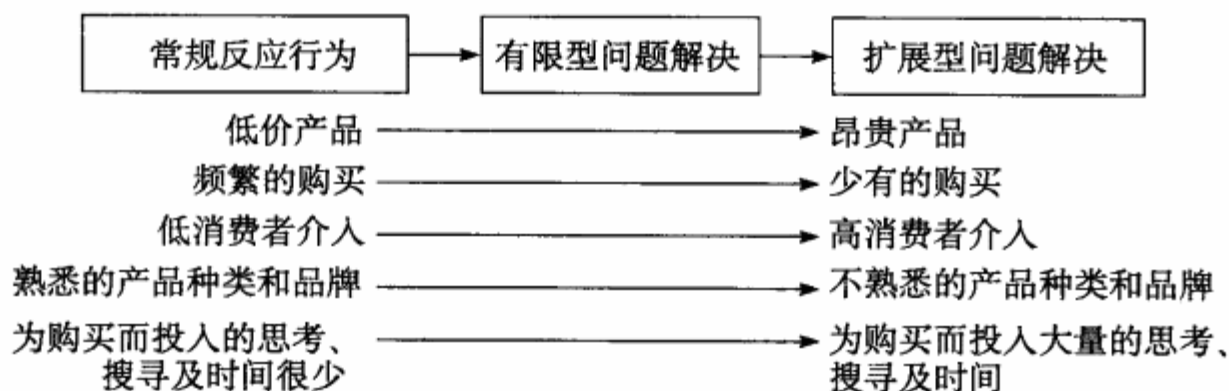 常规反应行为 有限型问题解决 扩展型问题解决
低价产品 昂贵产品
频繁的购买 少有的购买
低消费者介入 高消费者介入
熟悉的产品种类和品牌 不熟悉的产品种类和品牌
为购买而投入的思考、 为购买而投入大量的思考、
搜寻及时间很少 搜寻及时间